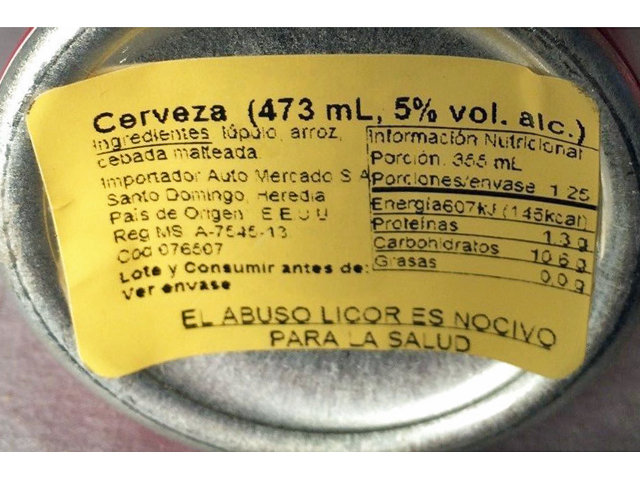 Cerveza (473 mL, 5% vol. alc.)
Ingredientes lúpulo, arroz,
cebada malteada.
Importador Auto Mercado S A
Santo Domingo, Heredia
País de Origen E E U U
Reg MS A-7545-13
Cod 076507
Lote y Consumir antes de:
Ver envase
Información Nutricional
Porción. 355 mL
Porciones/envase 1.25
Energía607kJ (145kcal)
Proteínas 1.3 g
Carbohidratos 10.6 g
Grasas 0.0 g
EL ABUSO LICOR ES NOCIVO
PARA LA SALUD